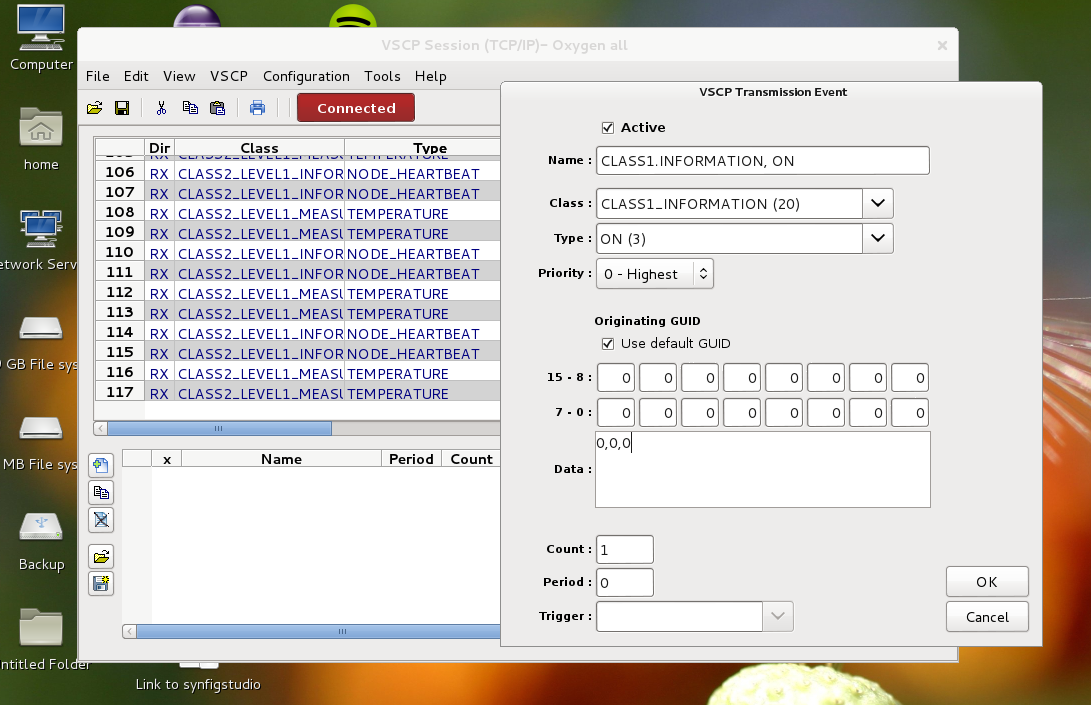 Computer
home
etwork Serv
GB File sys
MB File sys
Backup
ntitled Folder
Link to synfigstudio
VSCP Session (TCP/IP)- Oxygen all
File Edit View VSCP Configuration Tools Help
Connected
Dir Class Type
106 RX CLASS2_LEVEL1_INFOR NODE_HEARTBEAT
107 RX CLASS2_LEVEL1_INFOR NODE_HEARTBEAT
108 RX CLASS2_LEVEL1_MEASU TEMPERATURE
109 RX CLASS2_LEVEL1_MEASU TEMPERATURE
110 RX CLASS2_LEVEL1_INFOR NODE_HEARTBEAT
111 RX CLASS2_LEVEL1_INFOR NODE_HEARTBEAT
112 RX CLASS2_LEVEL1_MEASU TEMPERATURE
113 RX CLASS2_LEVEL1_MEASU TEMPERATURE
114 RX CLASS2_LEVEL1_INFOR NODE_HEARTBEAT
115 RX CLASS2_LEVEL1_INFOR NODE_HEARTBEAT
116 RX CLASS2_LEVEL1_MEASU TEMPERATURE
117 RX CLASS2_LEVEL1_MEASU TEMPERATURE
x Name Period Count
VSCP Transmission Event
Active
Name : CLASS1.INFORMATION, ON
Class : CLASS1_INFORMATION (20)
Type : ON (3)
Priority : 0 - Highest
Originating GUID
Use default GUID
15 - 8 : 0 0 0 0 0 0 0 0
7 - 0 : 0 0 0 0 0 0 0 0
Data : 0,0,0
Count : 1
Period : 0
Trigger :
OK
Cancel